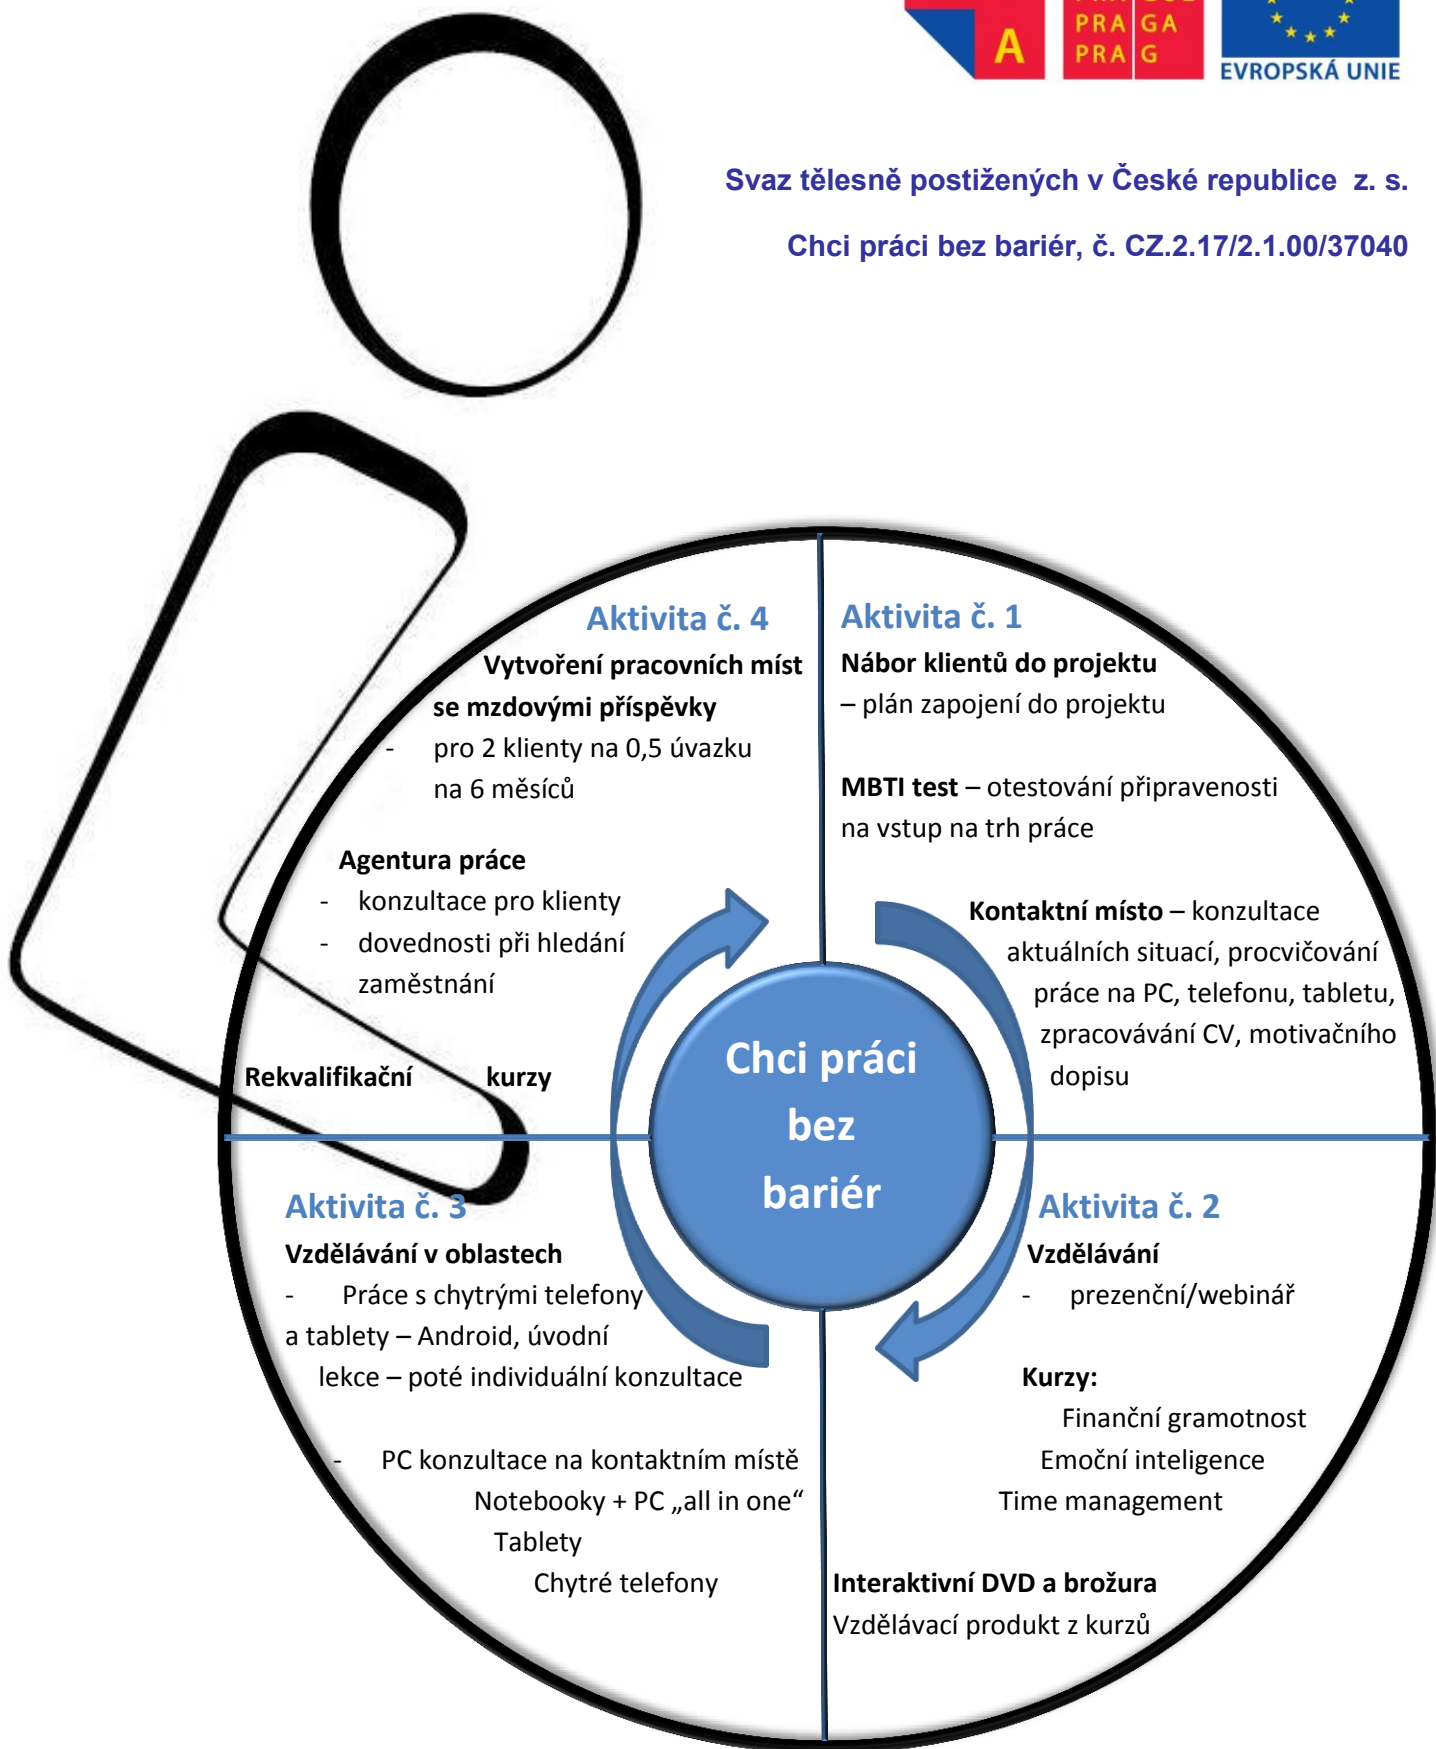 A
PRA GA
PRA G
EVROPSKÁ UNIE
Svaz tělesně postižených v České republice z. s.
Chci práci bez bariér, č. CZ.2.17/2.1.00/37040
Aktivita č. 4
Vytvoření pracovních míst
se mzdovými příspěvky
- pro 2 klienty na 0,5 úvazku
na 6 měsíců
Agentura práce
- konzultace pro klienty
- dovednosti při hledání
zaměstnání
Rekvalifikační kurzy
Aktivita č. 1
Nábor klientů do projektu
– plán zapojení do projektu
MBTI test – otestování připravenosti
na vstup na trh práce
Kontaktní místo – konzultace
aktuálních situací, procvičování
práce na PC, telefonu, tabletu,
zpracovávání CV, motivačního
dopisu
Chci práci
bez
bariér
Aktivita č. 3
Vzdělávání v oblastech
- Práce s chytrými telefony
a tablety – Android, úvodní
lekce – poté individuální konzultace
- PC konzultace na kontaktním místě
Notebooky + PC „all in one“
Tablety
Chytré telefony
Aktivita č. 2
Vzdělávání
- prezenční/webinář
Kurzy:
Finanční gramotnost
Emoční inteligence
Time management
Interaktivní DVD a brožura
Vzdělávací produkt z kurzů